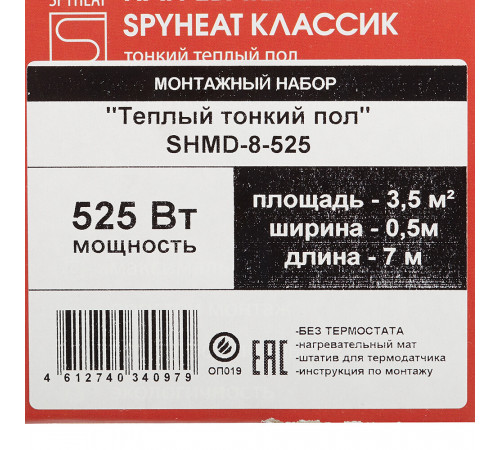 SPYHEAT
SPYHEAT КЛАССИК
тонкий теплый пол
МОНТАЖНЫЙ НАБОР
"Теплый тонкий пол"
SHMD-8-525
525 Вт
мощность
площадь - 3,5 м²
ширина - 0,5м
длина - 7 м
4 612740 340979
ОП019
EAC
-БЕЗ ТЕРМОСТАТА
-нагревательный мат
-штатив для термодатчика
-инструкция по монтажу